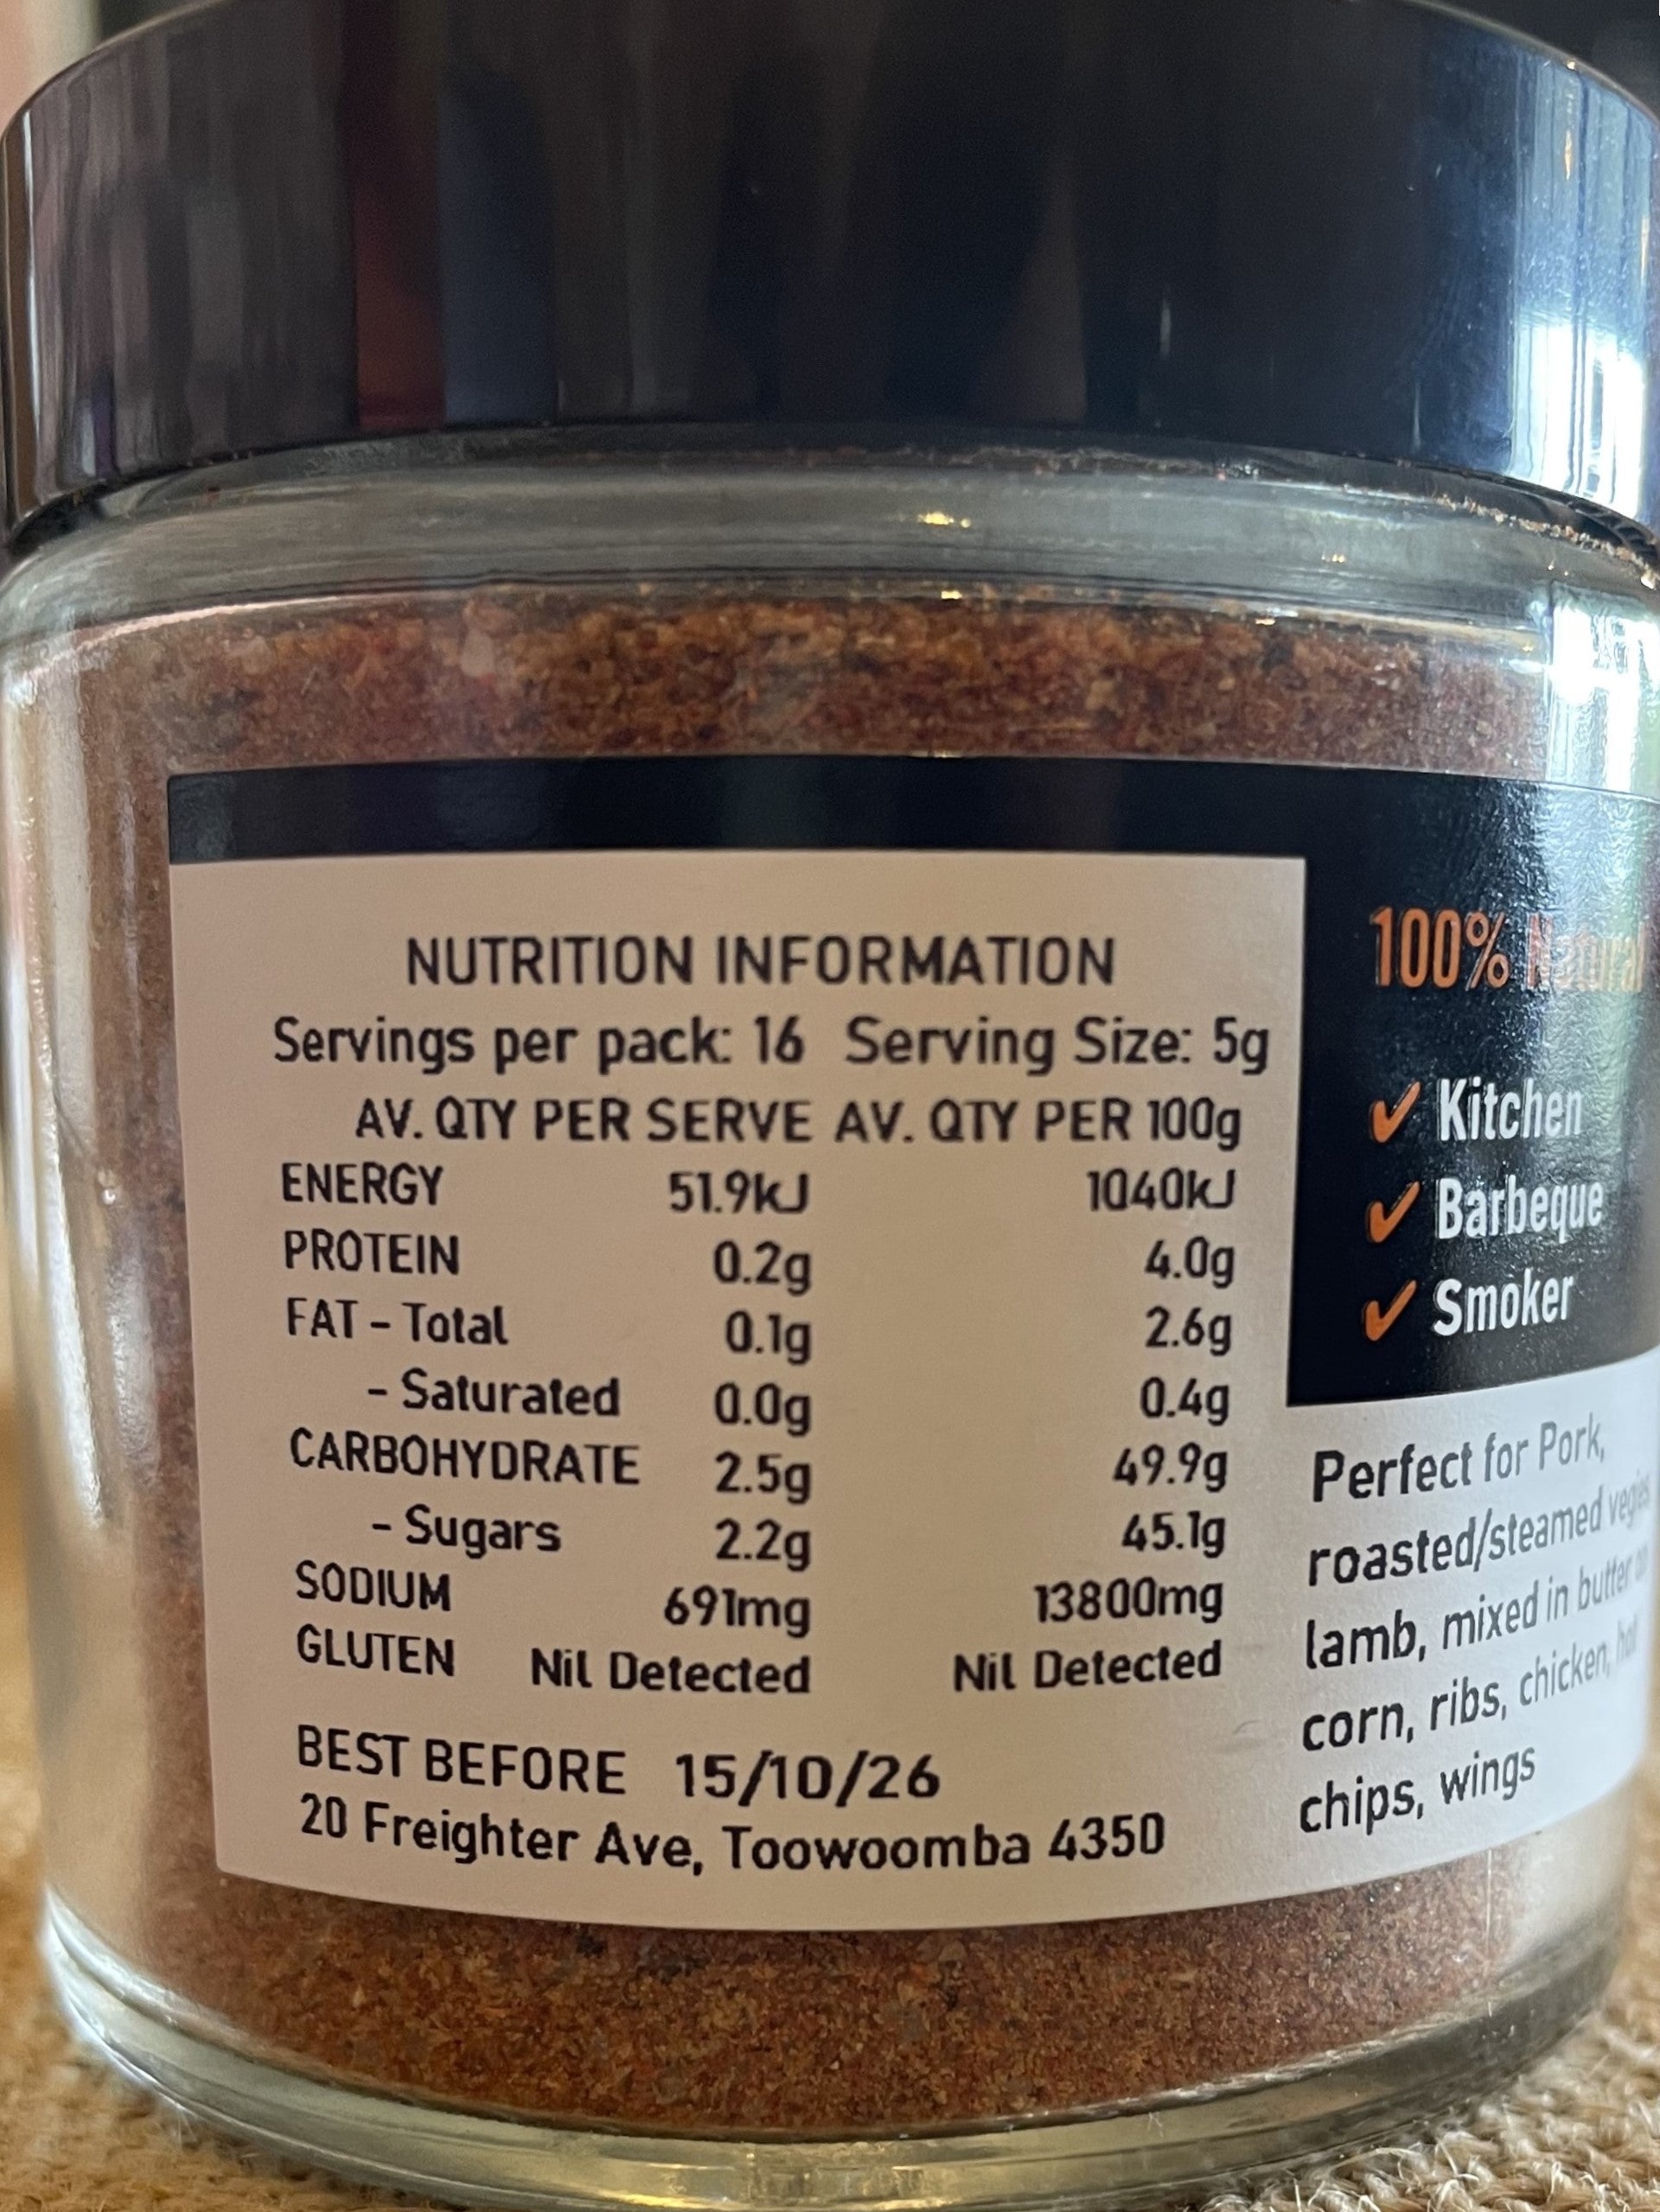 NUTRITION INFORMATION
Servings per pack: 16 Serving Size: 5g
AV. QTY PER SERVE AV. QTY PER 100g
ENERGY 51.9kJ 1040kJ
PROTEIN 0.2g 4.0g
FAT - Total 0.1g 2.6g
- Saturated 0.0g 0.4g
CARBOHYDRATE 2.5g 49.9g
- Sugars 2.2g 45.1g
SODIUM 691mg 13800mg
GLUTEN Nil Detected Nil Detected
BEST BEFORE 15/10/26
20 Freighter Ave, Toowoomba 4350
100% Natural
✓ Kitchen
✓ Barbeque
✓ Smoker
Perfect for Pork,
roasted/steamed vegies
lamb, mixed in butter on
corn, ribs, chicken, hot
chips, wings